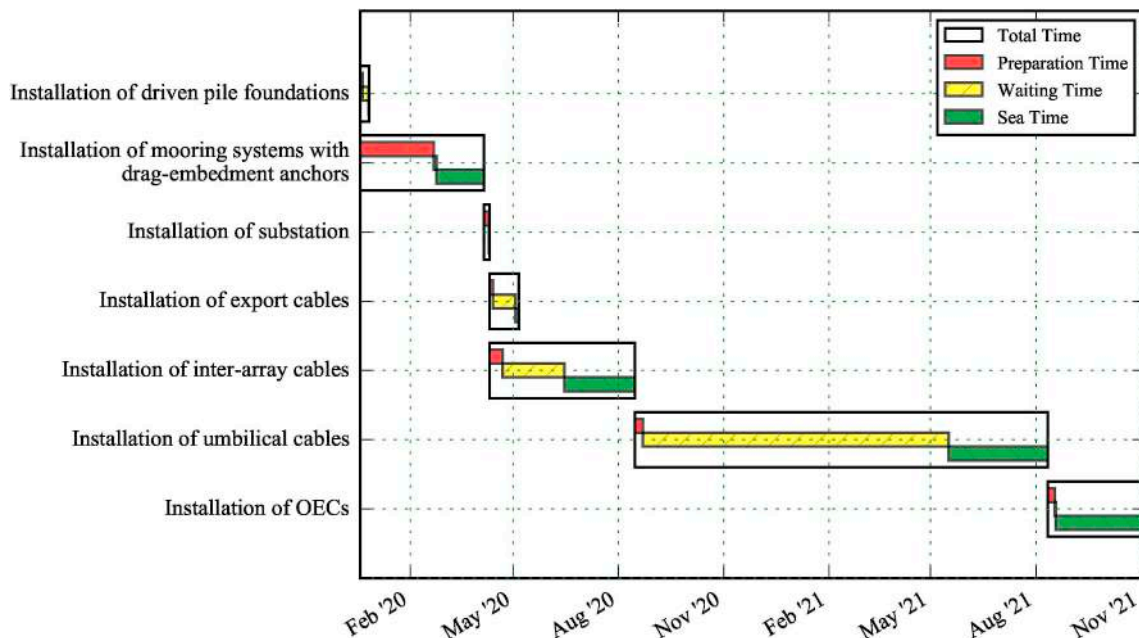 Total Time
Preparation Time
Waiting Time
Sea Time
Installation of driven pile foundations
Installation of mooring systems with
drag-embedment anchors
Installation of substation
Installation of export cables
Installation of inter-array cables
Installation of umbilical cables
Installation of OECs
Feb '20
May '20
Aug '20
Nov '20
Feb '21
May '21
Aug '21
Nov '21